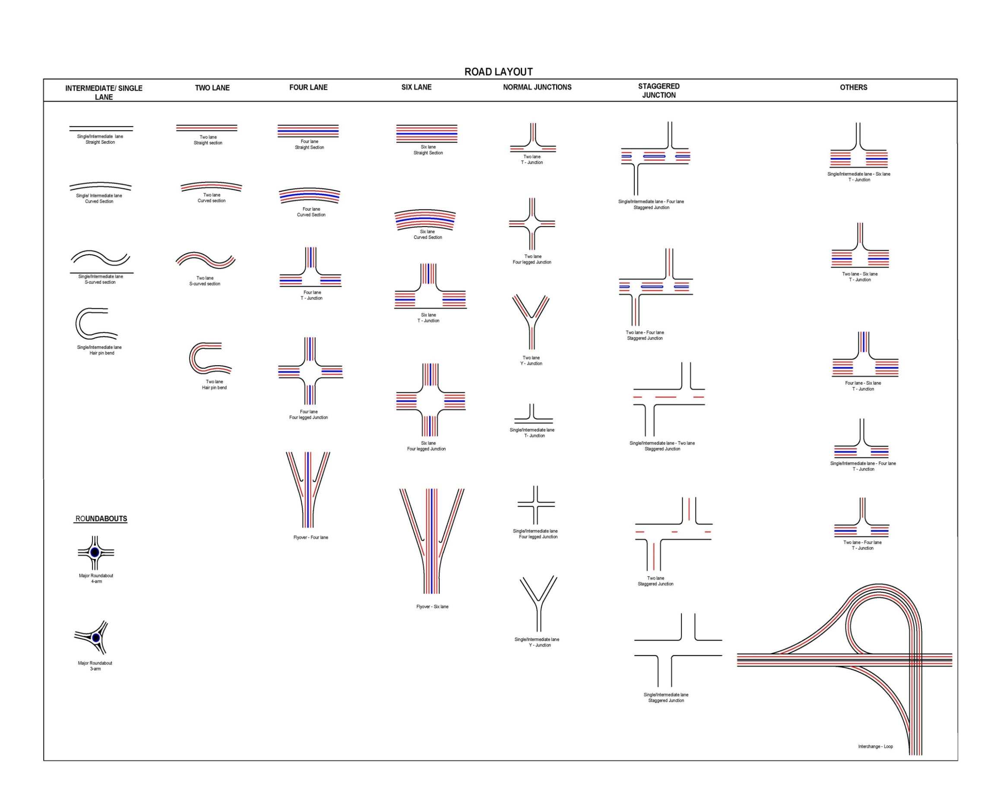 ROAD LAYOUT
INTERMEDIATE/ SINGLE
LANE
TWO LANE
FOUR LANE
SIX LANE
NORMAL JUNCTIONS
STAGGERED
JUNCTION
OTHERS
Single/Intermediate lane
Straight Section
Single/ Intermediate lane
Curved Section
Single/Intermediate lane
S-curved section
Single/Intermediate lane
Hair pin bend
ROUNDABOUTS
Major Roundabout
4-arm
Major Roundabout
3-arm
Two lane
Straight section
Two lane
Curved section
Two lane
S-curved section
Two lane
Hair pin bend
Four lane
Straight Section
Four lane
Curved Section
Four lane
T - Junction
Four lane
Four legged Junction
Flyover - Four lane
Six lane
Straight Section
Six lane
Curved Section
Six lane
T - Junction
Six lane
Four legged Junction
Flyover - Six lane
Two lane
T - Junction
Two lane
Four legged Junction
Two lane
Y - Junction
Single/Intermediate lane
T- Junction
Single/Intermediate lane
Four legged Junction
Single/Intermediate lane
Y - Junction
Single/Intermediate lane - Four lane
Staggered Junction
Two lane - Four lane
Staggered Junction
Single/Intermediate lane - Two lane
Staggered Junction
Two lane
Staggered Junction
Single/Intermediate lane
Staggered Junction
Single/Intermediate lane - Six lane
T - Junction
Two lane - Six lane
T - Junction
Four lane - Six lane
T - Junction
Single/Intermediate lane - Four lane
T - Junction
Two lane - Four lane
T - Junction
Interchange - Loop